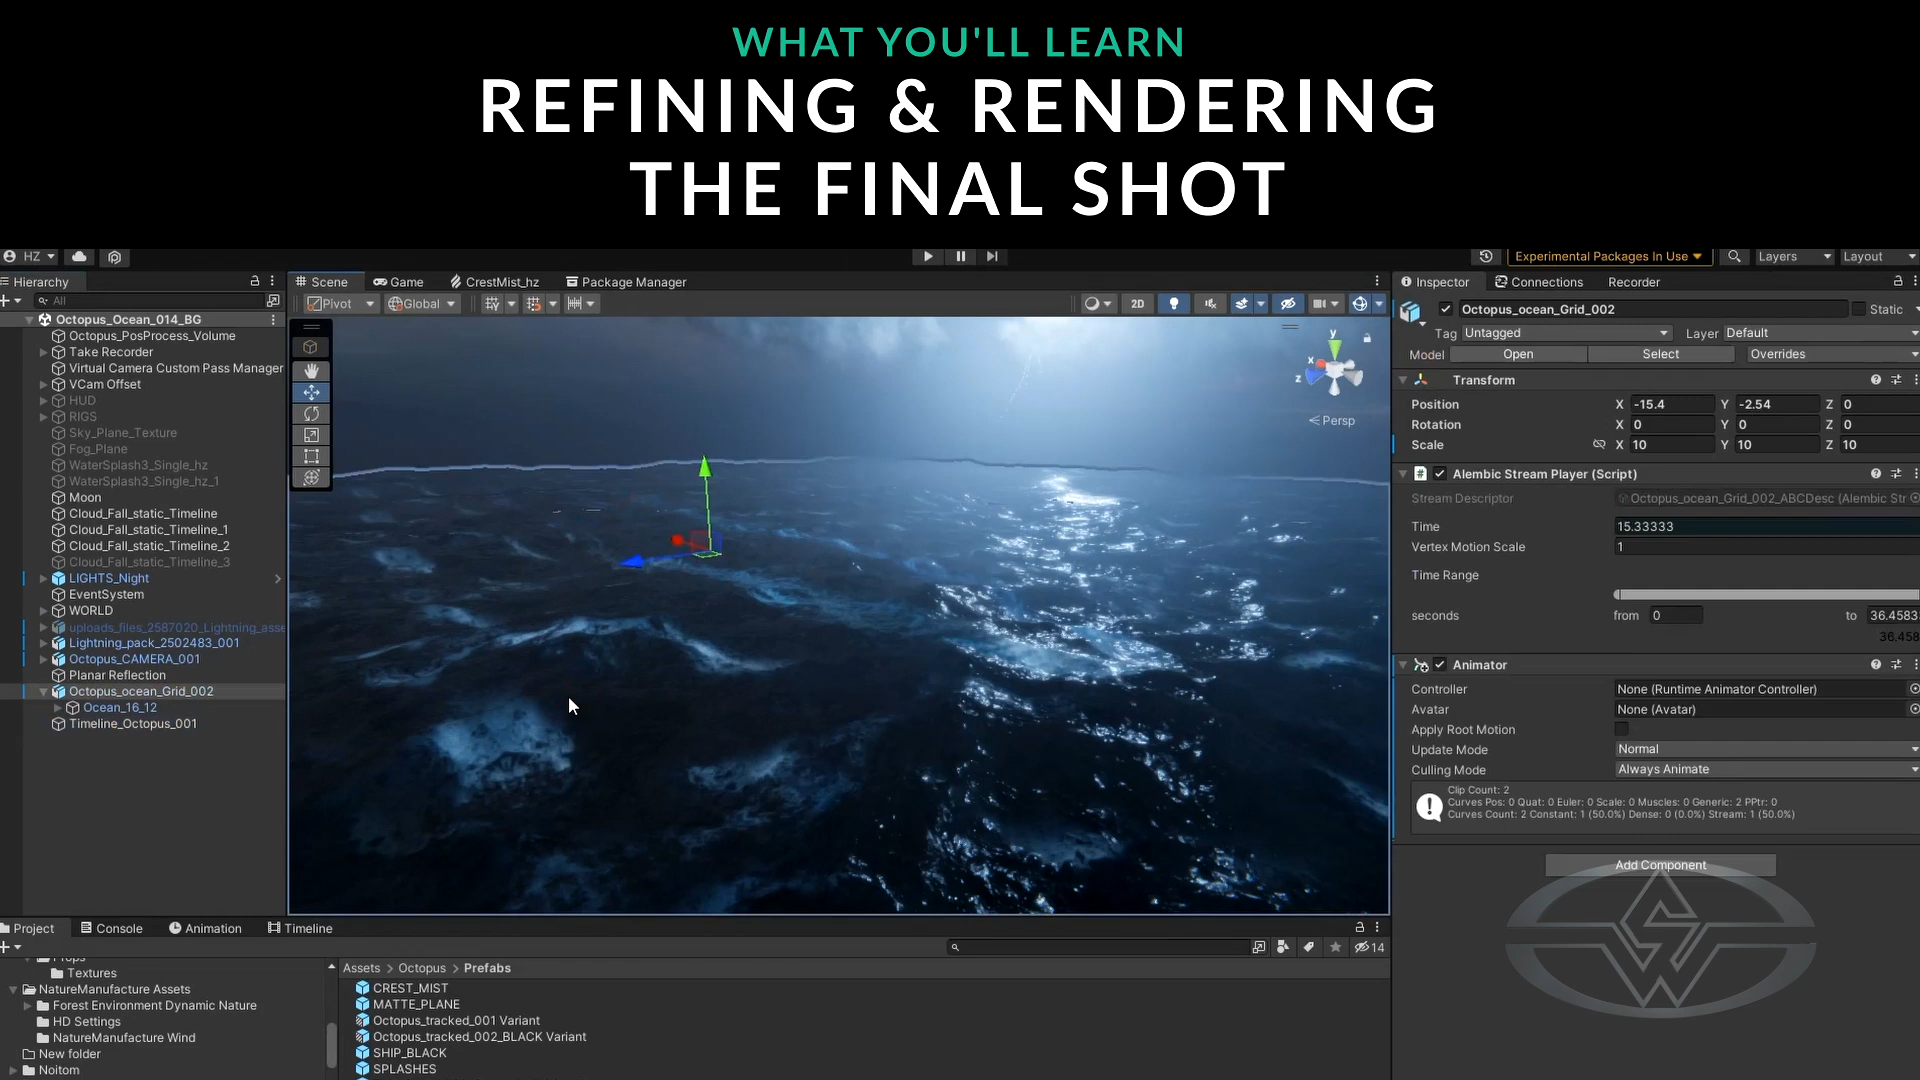 WHAT YOU'LL LEARN
REFINING & RENDERING
THE FINAL SHOT
HZ
Experimental Packages In Use
Layers
Layout
Hierarchy
Scene
Game
CrestMist_hz
Package Manager
Inspector
Connections
Recorder
All
Pivot
Global
2D
Octopus_ocean_Grid_002
Static
Octopus_Ocean_014_BG
Octopus_PosProcess_Volume
Take Recorder
Virtual Camera Custom Pass Manager
VCam Offset
HUD
RIGS
Sky_Plane_Texture
Fog_Plane
WaterSplash3_Single_hz
WaterSplash3_Single_hz_1
Moon
Cloud_Fall_static_Timeline
Cloud_Fall_static_Timeline_1
Cloud_Fall_static_Timeline_2
Cloud_Fall_static_Timeline_3
LIGHTS_Night
EventSystem
WORLD
uploads_files_2587020_Lightning_asse
Lightning_pack_2502483_001
Octopus_CAMERA_001
Planar Reflection
Octopus_ocean_Grid_002
Ocean_16_12
Timeline_Octopus_001
y
x
z
Persp
Tag Untagged Layer Default
Model Open Select Overrides
Transform
Position X -15.4 Y -2.54 Z 0
Rotation X 0 Y 0 Z 0
Scale X 10 Y 10 Z 10
# Alembic Stream Player (Script)
Stream Descriptor Octopus_ocean_Grid_002_ABCDesc (Alembic Str
Time 15.33333
Vertex Motion Scale 1
Time Range
seconds from 0 to 36.4583
36.458
Animator
Controller None (Runtime Animator Controller)
Avatar None (Avatar)
Apply Root Motion
Update Mode Normal
Culling Mode Always Animate
Clip Count: 2
Curves Pos: 0 Quat: 0 Euler: 0 Scale: 0 Muscles: 0 Generic: 2 PPtr: 0
Curves Count: 2 Constant: 1 (50.0%) Dense: 0 (0.0%) Stream: 1 (50.0%)
Add Component
Project
Console
Animation
Timeline
14
Props
Textures
NatureManufacture Assets
Forest Environment Dynamic Nature
HD Settings
NatureManufacture Wind
New folder
Noitom
Assets > Octopus > Prefabs
CREST_MIST
MATTE_PLANE
Octopus_tracked_001 Variant
Octopus_tracked_002_BLACK Variant
SHIP_BLACK
SPLASHES